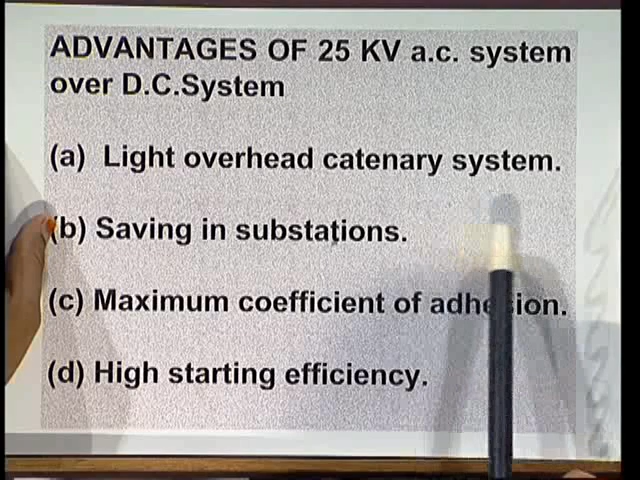 ADVANTAGES OF 25 KV a.c. system
over D.C.System
(a) Light overhead catenary system.
(b) Saving in substations.
(c) Maximum coefficient of adhesion.
(d) High starting efficiency.